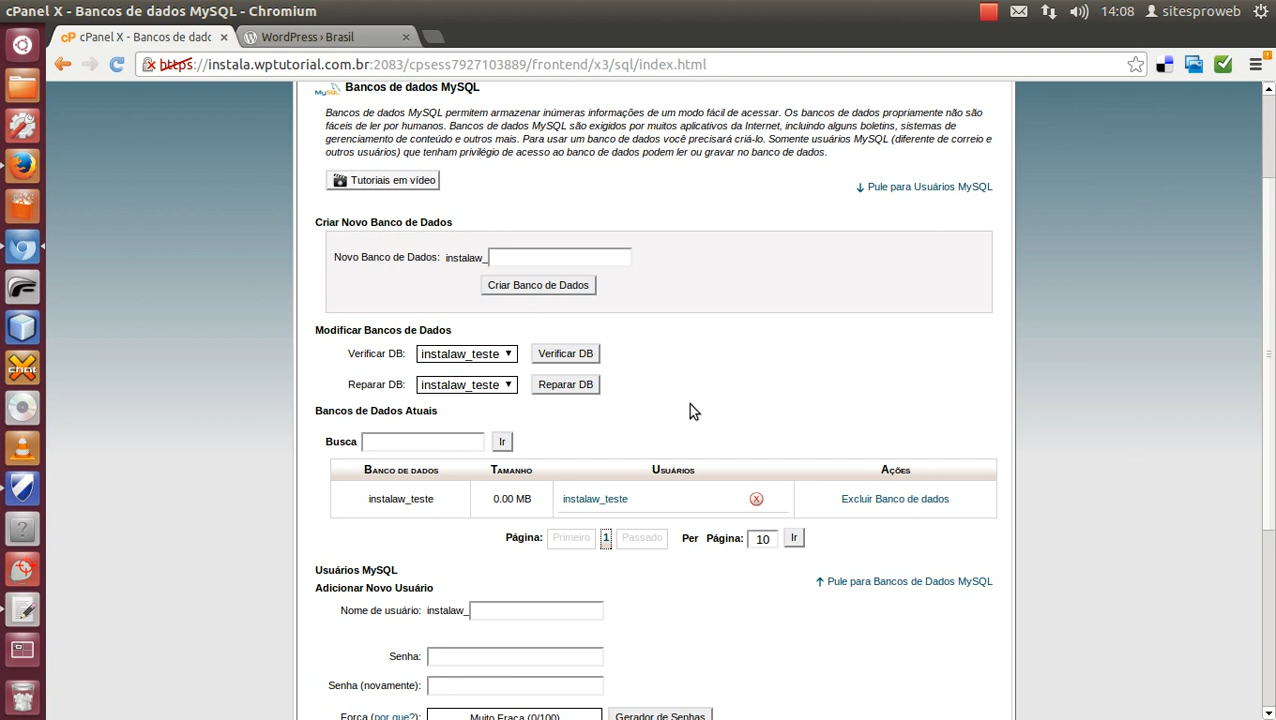 cPanel X - Bancos de dados MySQL - Chromium
14:08
sitesproweb
cP cPanel X - Bancos de dado ×
WordPress › Brasil ×
https://instala.wptutorial.com.br:2083/cpsess7927103889/frontend/x3/sql/index.html
MySQL
Bancos de dados MySQL
Bancos de dados MySQL permitem armazenar inúmeras informações de um modo fácil de acessar. Os bancos de dados propriamente não são
fáceis de ler por humanos. Bancos de dados MySQL são exigidos por muitos aplicativos da Internet, incluindo alguns boletins, sistemas de
gerenciamento de conteúdo e outros mais. Para usar um banco de dados você precisará criá-lo. Somente usuários MySQL (diferente de correio e
outros usuários) que tenham privilégio de acesso ao banco de dados podem ler ou gravar no banco de dados.
Tutoriais em vídeo
Pule para Usuários MySQL
Criar Novo Banco de Dados
Novo Banco de Dados: instalaw_
Criar Banco de Dados
Modificar Bancos de Dados
Verificar DB: instalaw_teste Verificar DB
Reparar DB: instalaw_teste Reparar DB
Bancos de Dados Atuais
Busca Ir
Banco de dados Tamanho Usuários Ações
instalaw_teste 0.00 MB instalaw_teste Excluir Banco de dados
Página: Primeiro 1 Passado Per Página: 10 Ir
Usuários MySQL
Pule para Bancos de Dados MySQL
Adicionar Novo Usuário
Nome de usuário: instalaw_
Senha:
Senha (novamente):
Força (por que?): Muito Fraca (0/100) Gerador de Senhas